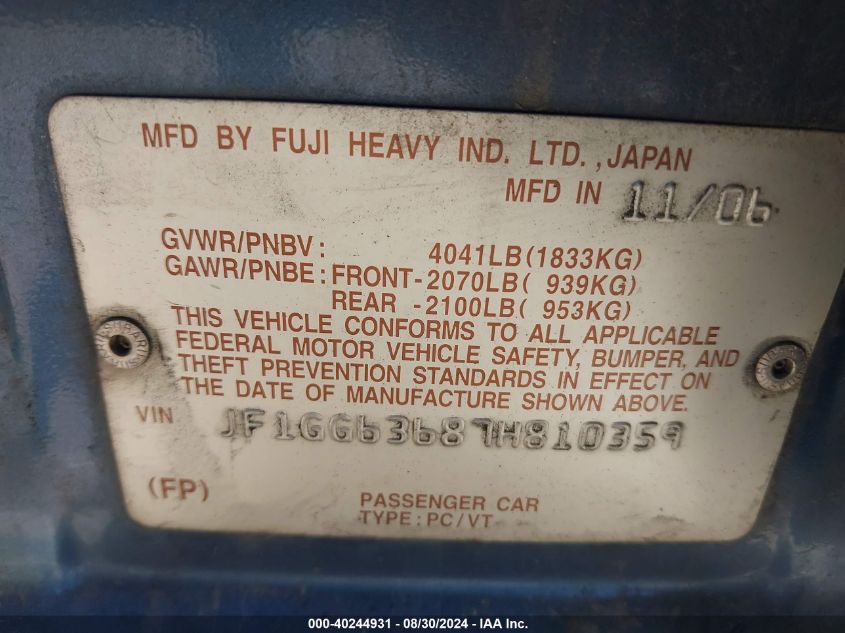 MFD BY FUJI HEAVY IND. LTD., JAPAN
MFD IN 11/06
GVWR/PNBV: 4041LB(1833KG)
GAWR/PNBE: FRONT-2070LB( 939KG)
REAR -2100LB( 953KG)
THIS VEHICLE CONFORMS TO ALL APPLICABLE
FEDERAL MOTOR VEHICLE SAFETY, BUMPER, AND
THEFT PREVENTION STANDARDS IN EFFECT ON
THE DATE OF MANUFACTURE SHOWN ABOVE.
VIN JF1GG63687H810359
(FP)
PASSENGER CAR
TYPE: PC/VT
000-40244931 - 08/30/2024 - IAA Inc.